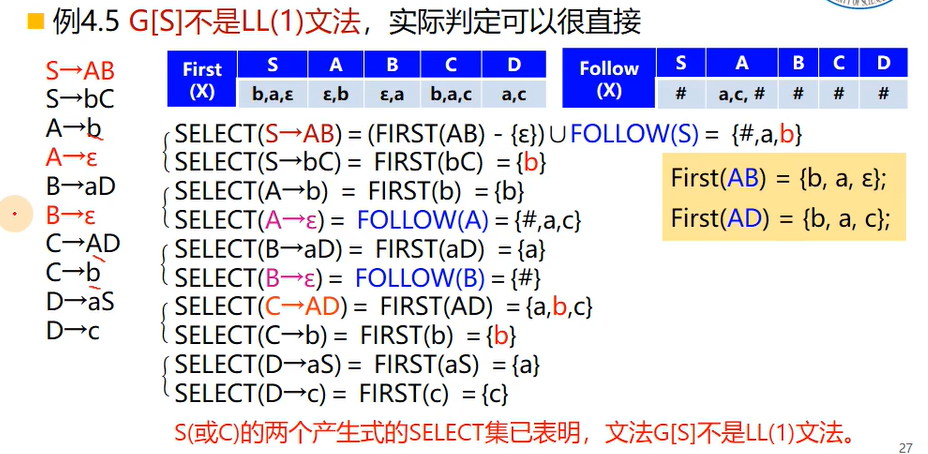 例4.5 G[S]不是LL(1)文法，实际判定可以很直接
S→AB
S→bC
A→b
A→ε
B→aD
B→ε
C→AD
C→b
D→aS
D→c
First(X) S A B C D
b,a,ε ε,b ε,a b,a,c a,c
Follow(X) S A B C D
# a,c, # # # #
SELECT(S→AB) = (FIRST(AB) - {ε})∪FOLLOW(S) = {#,a,b}
SELECT(S→bC) = FIRST(bC) = {b}
SELECT(A→b) = FIRST(b) = {b}
SELECT(A→ε) = FOLLOW(A) = {#,a,c}
SELECT(B→aD) = FIRST(aD) = {a}
SELECT(B→ε) = FOLLOW(B) = {#}
SELECT(C→AD) = FIRST(AD) = {a,b,c}
SELECT(C→b) = FIRST(b) = {b}
SELECT(D→aS) = FIRST(aS) = {a}
SELECT(D→c) = FIRST(c) = {c}
First(AB) = {b, a, ε};
First(AD) = {b, a, c};
S(或C)的两个产生式的SELECT集已表明，文法G[S]不是LL(1)文法。
27